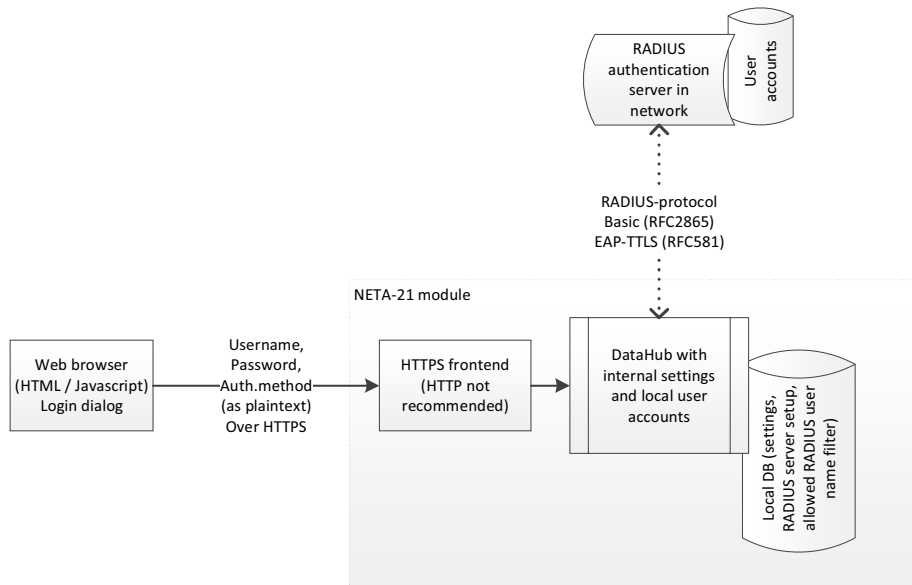 RADIUS
authentication
server in
network
User
accounts
RADIUS-protocol
Basic (RFC2865)
EAP-TTLS (RFC581)
NETA-21 module
Web browser
(HTML / Javascript)
Login dialog
Username,
Password,
Auth.method
(as plaintext)
Over HTTPS
HTTPS frontend
(HTTP not
recommended)
DataHub with
internal settings
and local user
accounts
Local DB (settings,
RADIUS server setup,
allowed RADIUS user
name filter)